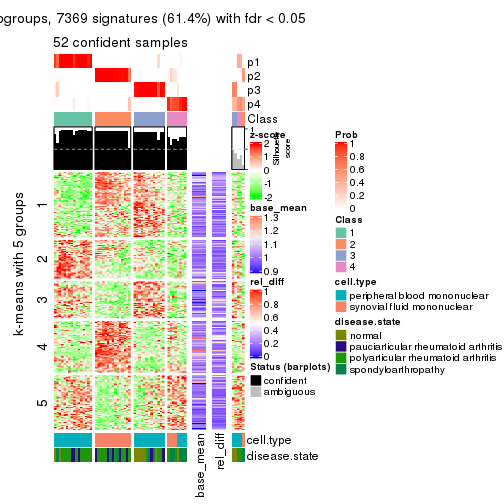 ogroups, 7369 signatures (61.4%) with fdr < 0.05
52 confident samples
p1
p2
p3
p4
Class
Silhouette
score
1
2
3
4
5
k-means with 5 groups
cell.type
disease.state
base_mean
rel_diff
z-score
2
1
0
-1
-2
base_mean
1.3
1.2
1.1
1
0.9
rel_diff
1
0.8
0.6
0.4
0.2
0
Status (barplots)
confident
ambiguous
Prob
1
0.8
0.6
0.4
0.2
0
Class
1
2
3
4
cell.type
peripheral blood mononuclear
synovial fluid mononuclear
disease.state
normal
pauciarticular rheumatoid arthritis
polyarticular rheumatoid arthritis
spondyloarthropathy